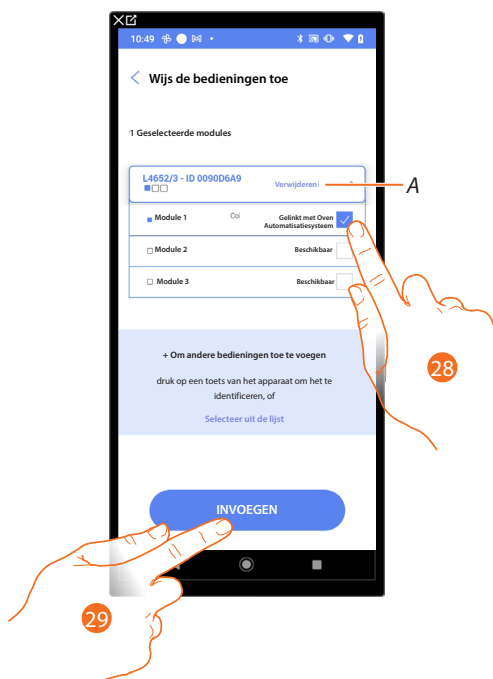 10:49
Wijs de bedieningen toe
1 Geselecteerde modules
L4652/3 - ID 0090D6A9
Verwijderen
A
Module 1
Col
Gelinkt met Oven
Automatisatiesysteem
Module 2
Beschikbaar
Module 3
Beschikbaar
28
+ Om andere bedieningen toe te voegen
druk op een toets van het apparaat om het te
identificeren, of
Selecteer uit de lijst
INVOEGEN
29